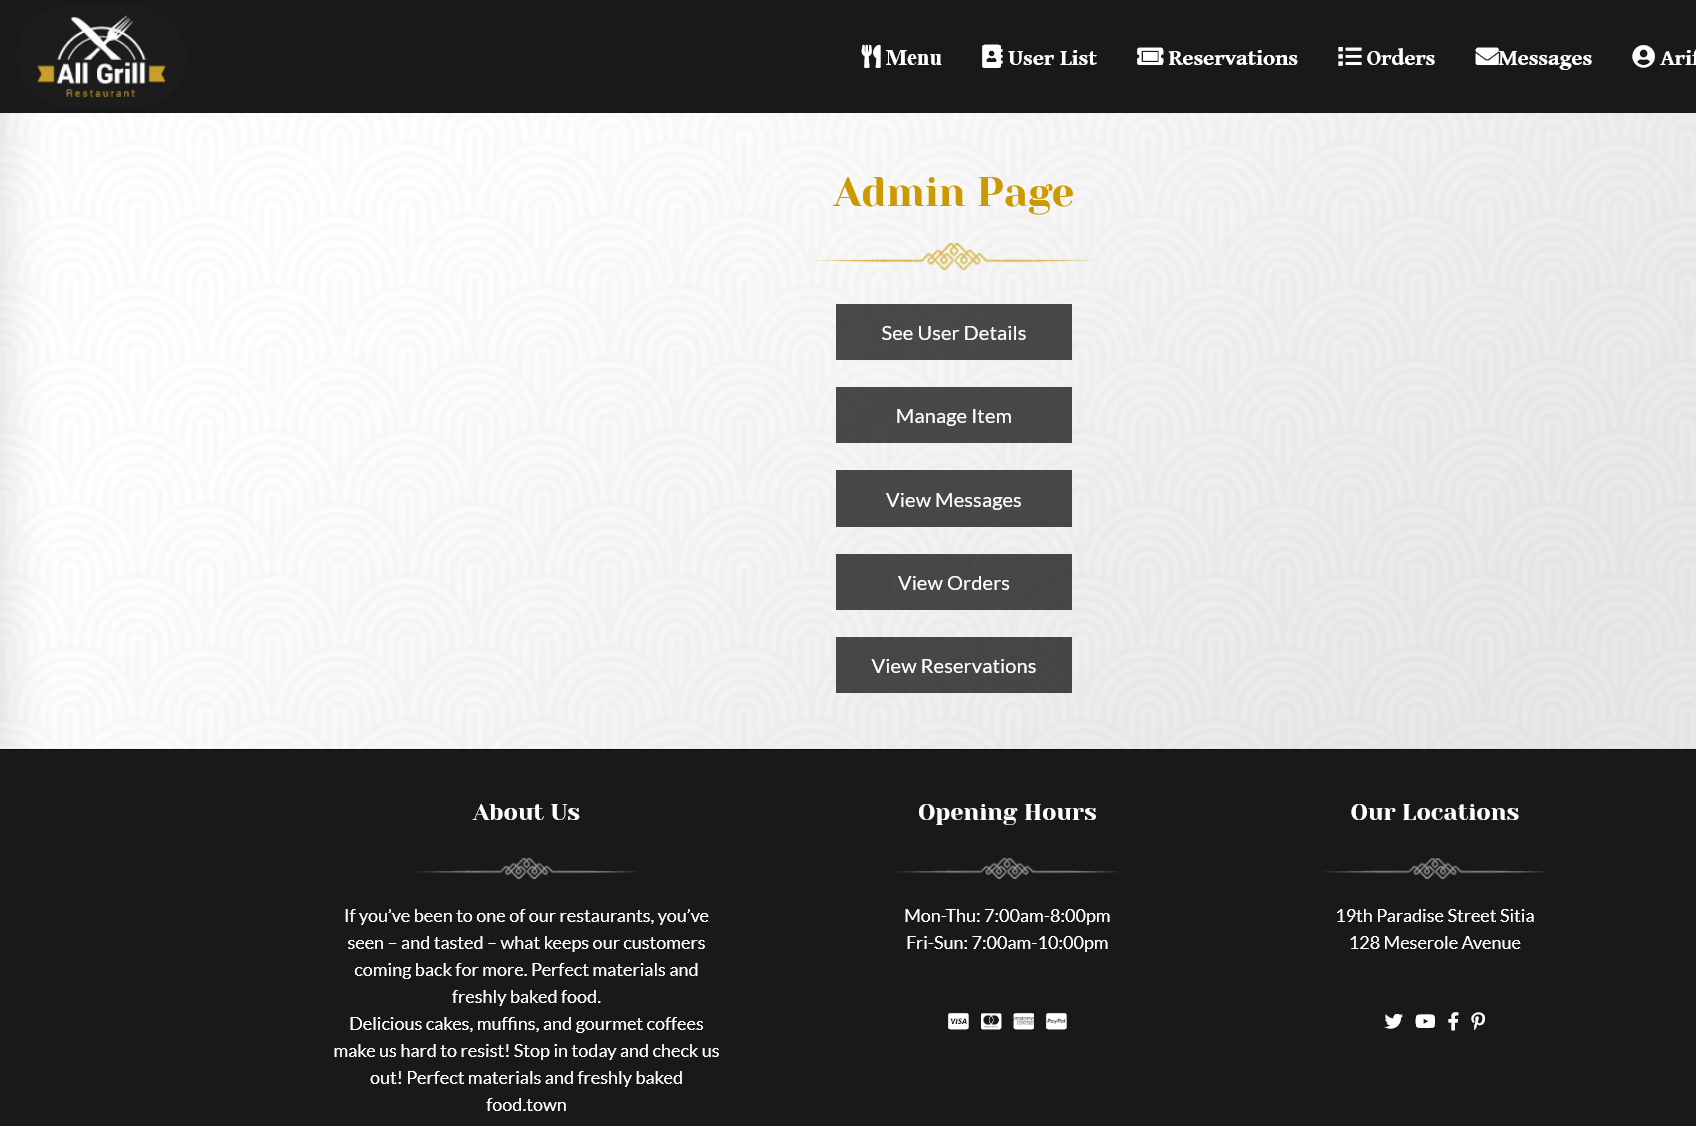 All Grill
Restaurant
Menu User List Reservations Orders Messages
Admin Page
See User Details
Manage Item
View Messages
View Orders
View Reservations
About Us
If you’ve been to one of our restaurants, you’ve
seen – and tasted – what keeps our customers
coming back for more. Perfect materials and
freshly baked food.
Delicious cakes, muffins, and gourmet coffees
make us hard to resist! Stop in today and check us
out! Perfect materials and freshly baked
food.town
Opening Hours
Mon-Thu: 7:00am-8:00pm
Fri-Sun: 7:00am-10:00pm
VISA
PayPal
Our Locations
19th Paradise Street Sitia
128 Meserole Avenue